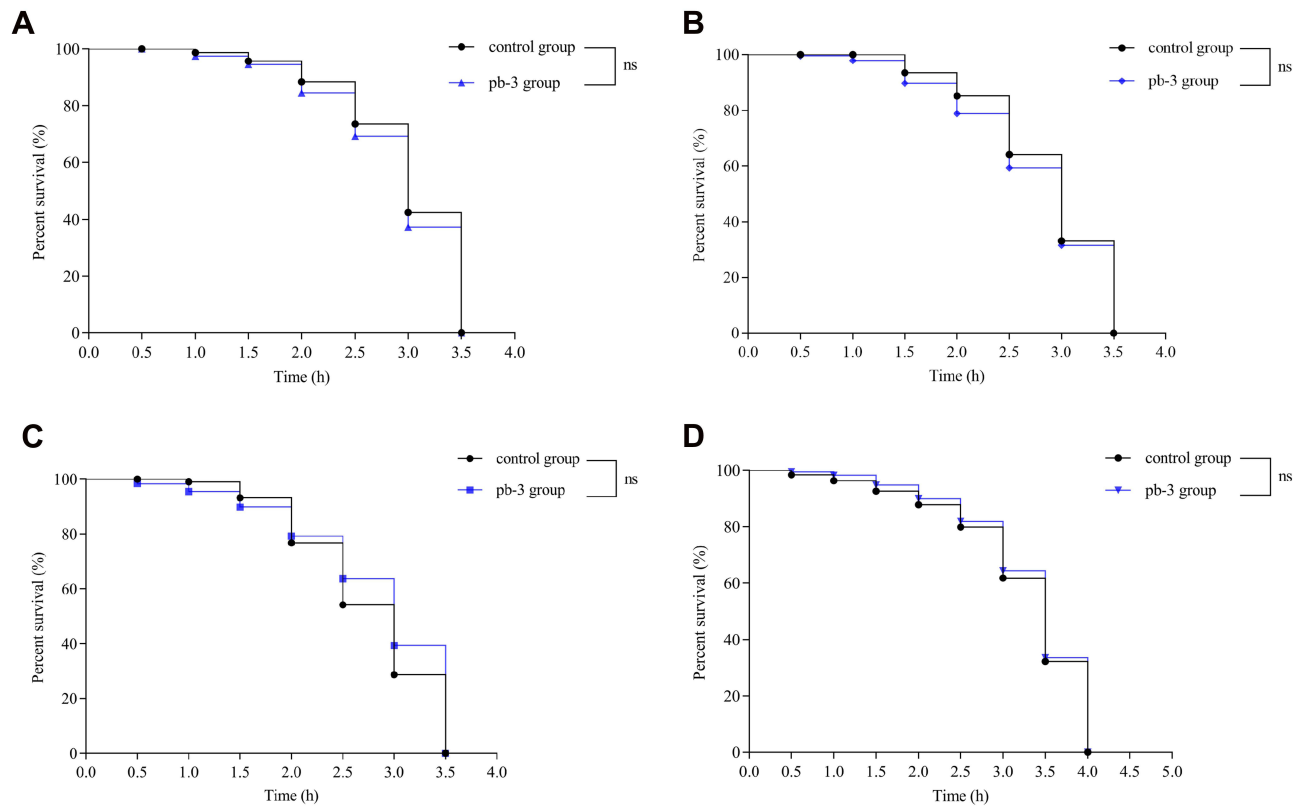 A
control group
pb-3 group
ns
Percent survival (%)
100
80
60
40
20
0
0.0 0.5 1.0 1.5 2.0 2.5 3.0 3.5 4.0
Time (h)
B
control group
pb-3 group
ns
Percent survival (%)
100
80
60
40
20
0
0.0 0.5 1.0 1.5 2.0 2.5 3.0 3.5 4.0
Time (h)
C
control group
pb-3 group
ns
Percent survival (%)
100
80
60
40
20
0
0.0 0.5 1.0 1.5 2.0 2.5 3.0 3.5 4.0
Time (h)
D
control group
pb-3 group
ns
Percent survival (%)
100
80
60
40
20
0
0.0 0.5 1.0 1.5 2.0 2.5 3.0 3.5 4.0 4.5 5.0
Time (h)